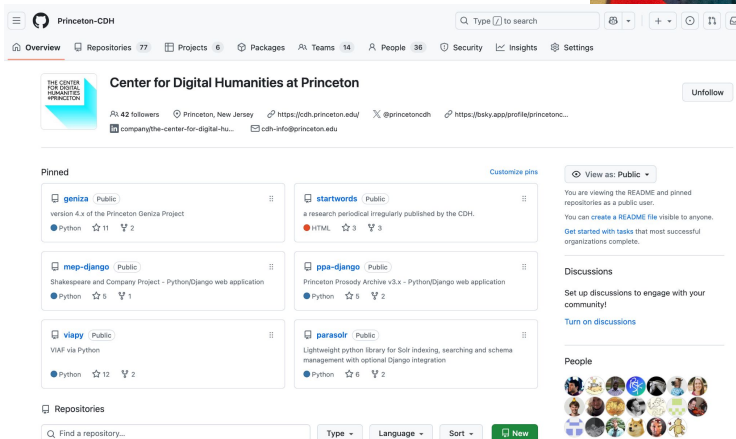 Princeton-CDH
Type / to search
Overview Repositories 77 Projects 6 Packages Teams 14 People 36 Security Insights Settings
THE CENTER
FOR DIGITAL
HUMANITIES
@PRINCETON
Center for Digital Humanities at Princeton
Unfollow
42 followers Princeton, New Jersey https://cdh.princeton.edu/ @princetoncdh https://bsky.app/profile/princetonc...
company/the-center-for-digital-hu... cdh-info@princeton.edu
Pinned
Customize pins
geniza Public
version 4.x of the Princeton Geniza Project
Python 11 2
startwords Public
a research periodical irregularly published by the CDH.
HTML 3 3
mep-django Public
Shakespeare and Company Project - Python/Django web application
Python 5 1
ppa-django Public
Princeton Prosody Archive v3.x - Python/Django web application
Python 5 2
viapy Public
VIAF via Python
Python 12 2
parasolr Public
Lightweight python library for Solr indexing, searching and schema
management with optional Django integration
Python 6 2
Repositories
Find a repository...
Type Language Sort New
View as: Public
You are viewing the README and pinned
repositories as a public user.
You can create a README file visible to anyone.
Get started with tasks that most successful
organizations complete.
Discussions
Set up discussions to engage with your
community!
Turn on discussions
People